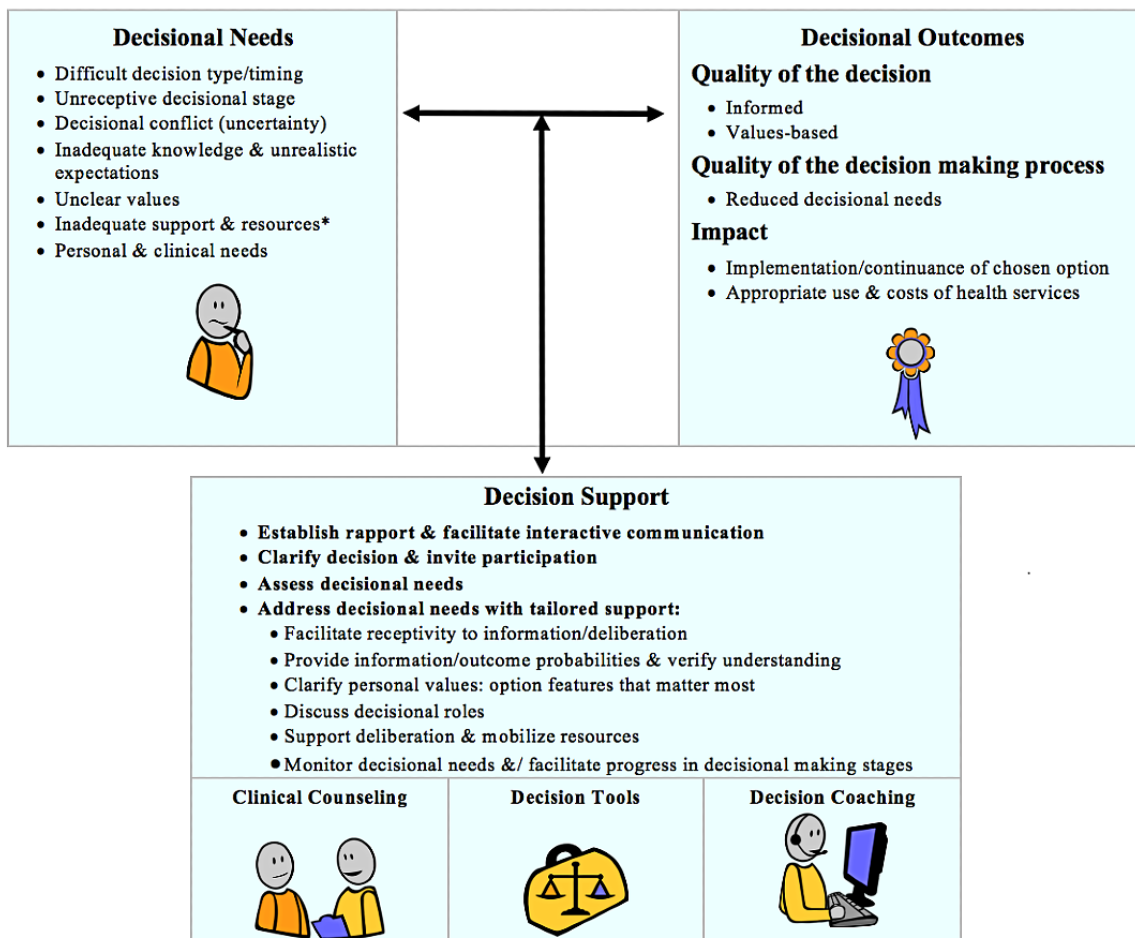 Decisional Needs
• Difficult decision type/timing
• Unreceptive decisional stage
• Decisional conflict (uncertainty)
• Inadequate knowledge & unrealistic
expectations
• Unclear values
• Inadequate support & resources*
• Personal & clinical needs
Decisional Outcomes
Quality of the decision
• Informed
• Values-based
Quality of the decision making process
• Reduced decisional needs
Impact
• Implementation/continuance of chosen option
• Appropriate use & costs of health services
Decision Support
• Establish rapport & facilitate interactive communication
• Clarify decision & invite participation
• Assess decisional needs
• Address decisional needs with tailored support:
• Facilitate receptivity to information/deliberation
• Provide information/outcome probabilities & verify understanding
• Clarify personal values: option features that matter most
• Discuss decisional roles
• Support deliberation & mobilize resources
• Monitor decisional needs &/ facilitate progress in decisional making stages
Clinical Counseling
Decision Tools
Decision Coaching